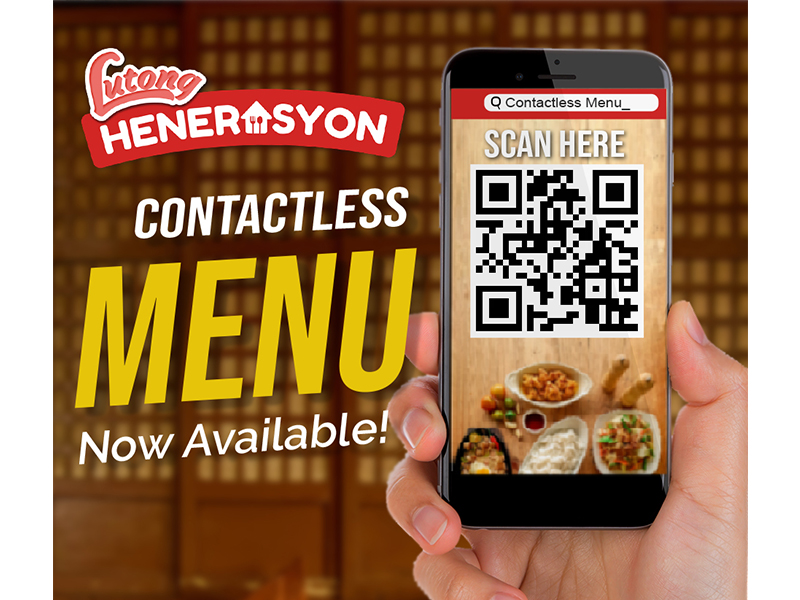 Lutong
HENERASYON
CONTACTLESS
MENU
Now Available!
Contactless Menu_
SCAN HERE